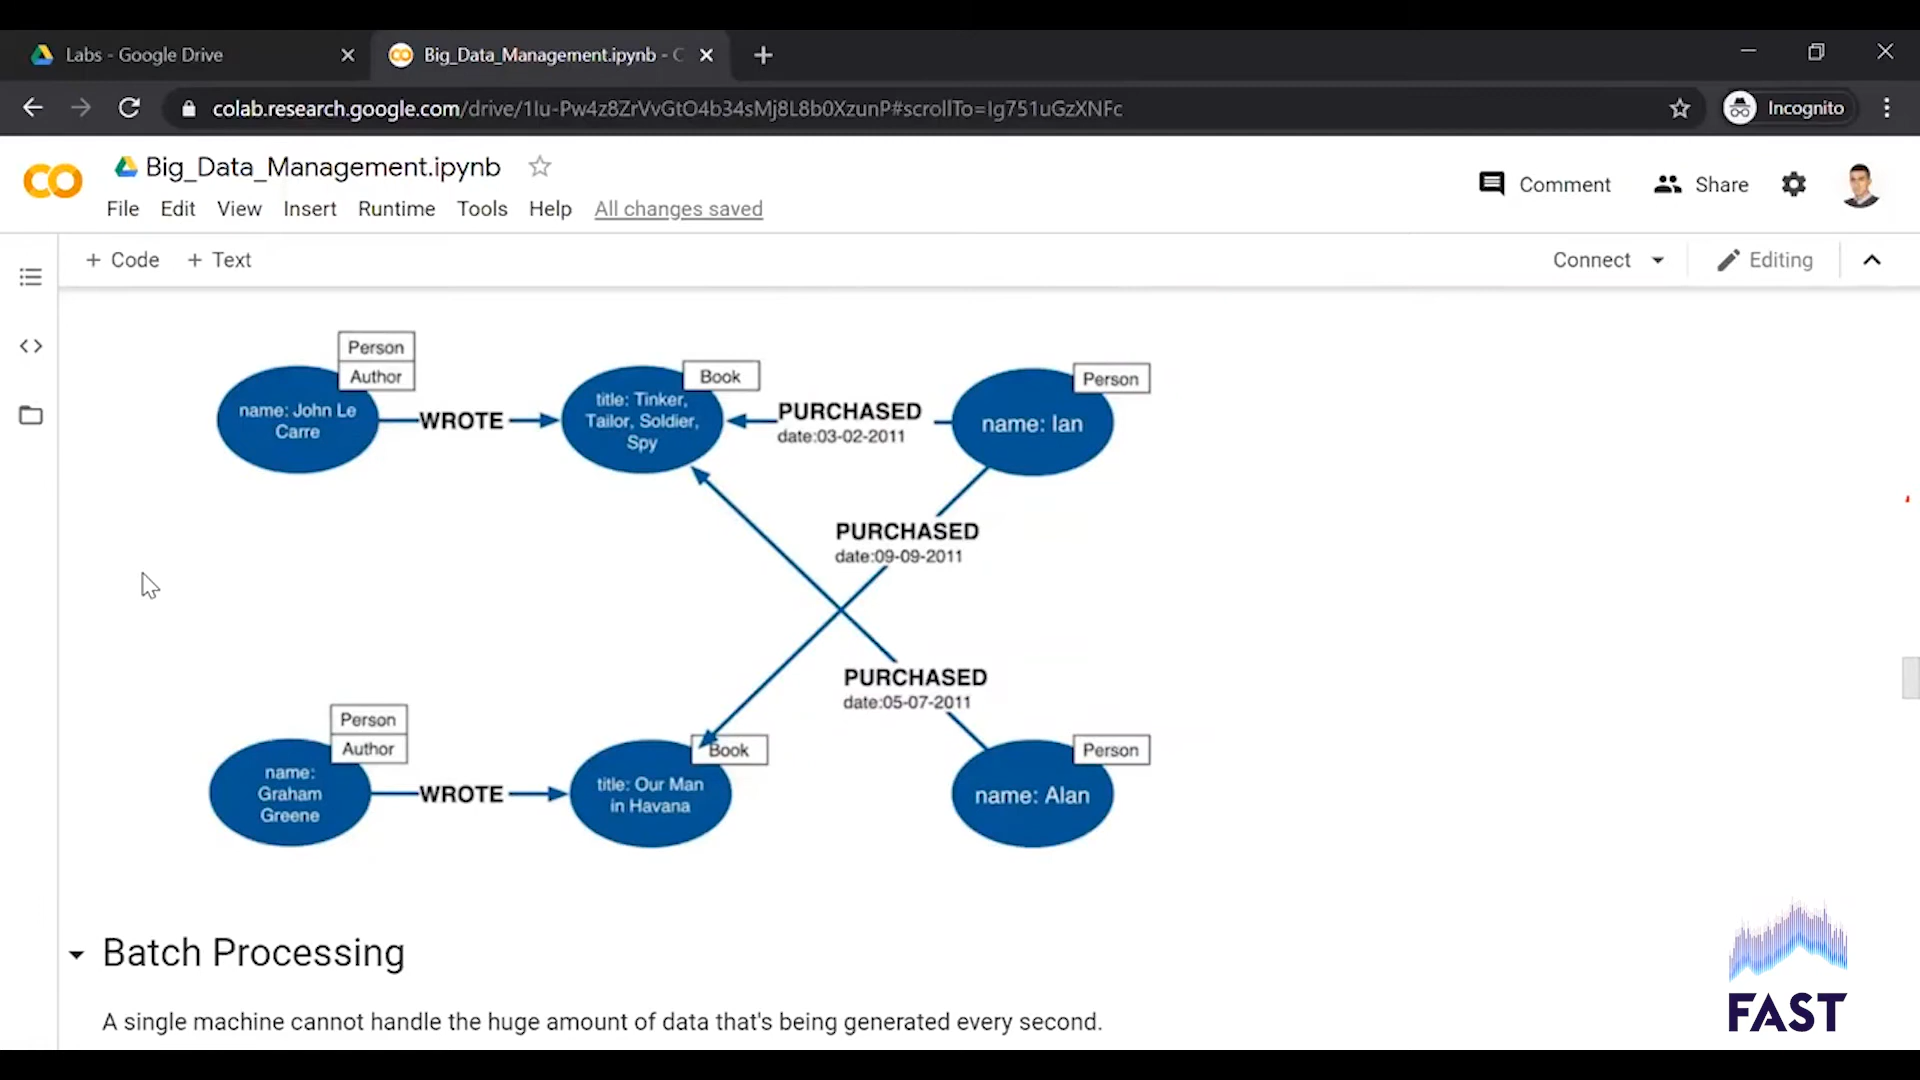 Labs - Google Drive
Big_Data_Management.ipynb - C
colab.research.google.com/drive/1Iu-Pw4z8ZrVvGtO4b34sMj8L8b0XzunP#scrollTo=Ig751uGzXNFc
Incognito
CO
Big_Data_Management.ipynb
Comment
Share
File Edit View Insert Runtime Tools Help All changes saved
+ Code + Text
Connect
Editing
Person
Author
name: John Le
Carre
WROTE
Book
title: Tinker,
Tailor, Soldier,
Spy
PURCHASED
date:03-02-2011
Person
name: Ian
PURCHASED
date:09-09-2011
PURCHASED
date:05-07-2011
Person
Author
name:
Graham
Greene
WROTE
Book
title: Our Man
in Havana
Person
name: Alan
Batch Processing
A single machine cannot handle the huge amount of data that's being generated every second.
FAST